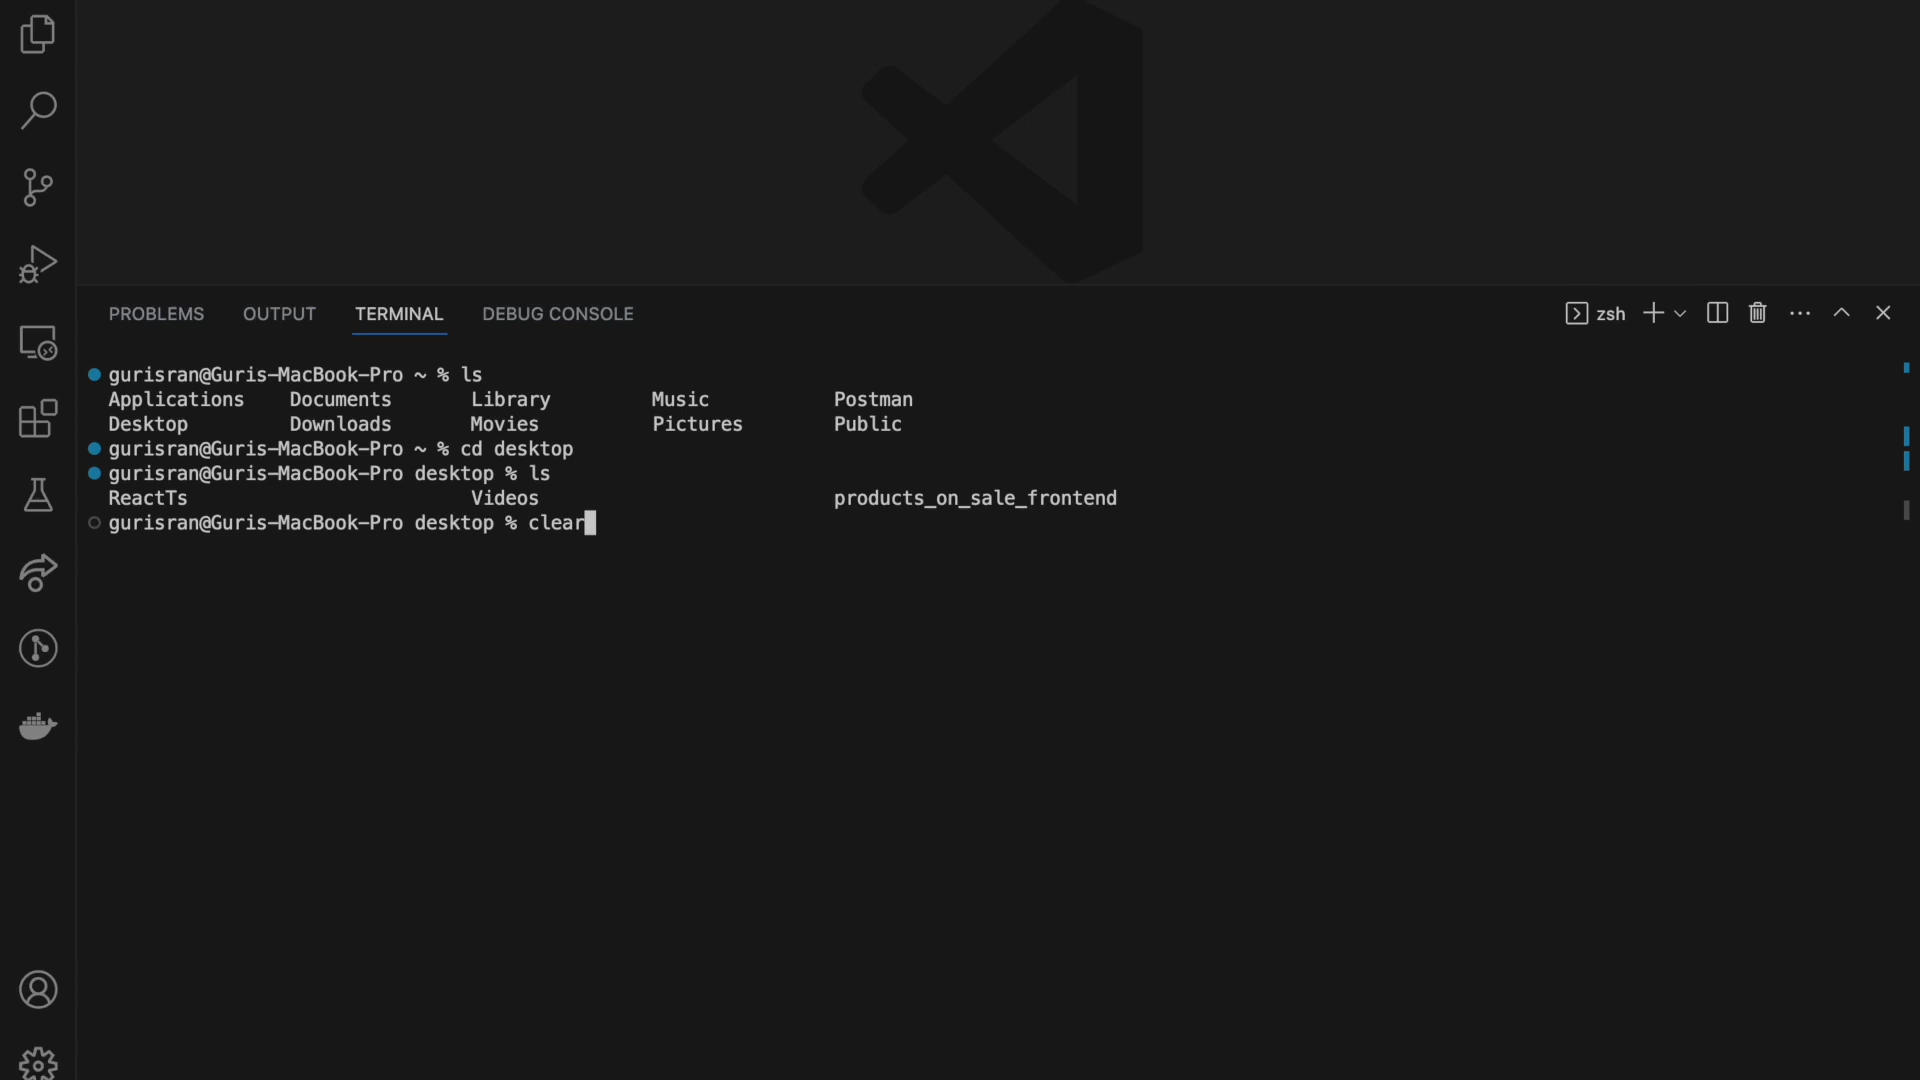 PROBLEMS OUTPUT TERMINAL DEBUG CONSOLE zsh
gurisran@Guris-MacBook-Pro ~ % ls
Applications Documents Library Music Postman
Desktop Downloads Movies Pictures Public
gurisran@Guris-MacBook-Pro ~ % cd desktop
gurisran@Guris-MacBook-Pro desktop % ls
ReactTs Videos products_on_sale_frontend
gurisran@Guris-MacBook-Pro desktop % clear